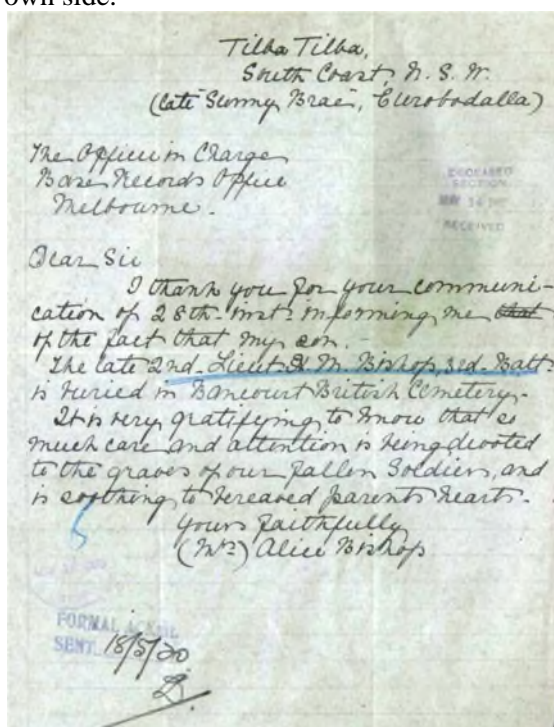 own side.
Tilba Tilba,
South Coast, N. S. W.
(late Sunny Brae, Eurobodalla)
The Officer in Charge
Base Records Office
Melbourne.
DECEASED
SECTION
MAY 14
RECEIVED
Dear Sir
I thank you for your communi-
cation of 28th. inst. informing me that
of the fact that my son.
The late 2nd. Lieut. M. Bishop, 3rd. Batt
is buried in Bancourt British Cemetery.
It is very gratifying to know that so
much care and attention is being devoted
to the graves of our fallen Soldiers, and
is soothing to bereaved parents hearts.
Yours faithfully
(Mrs) Alice Bishop
FORMAL
SENT 18/5/20